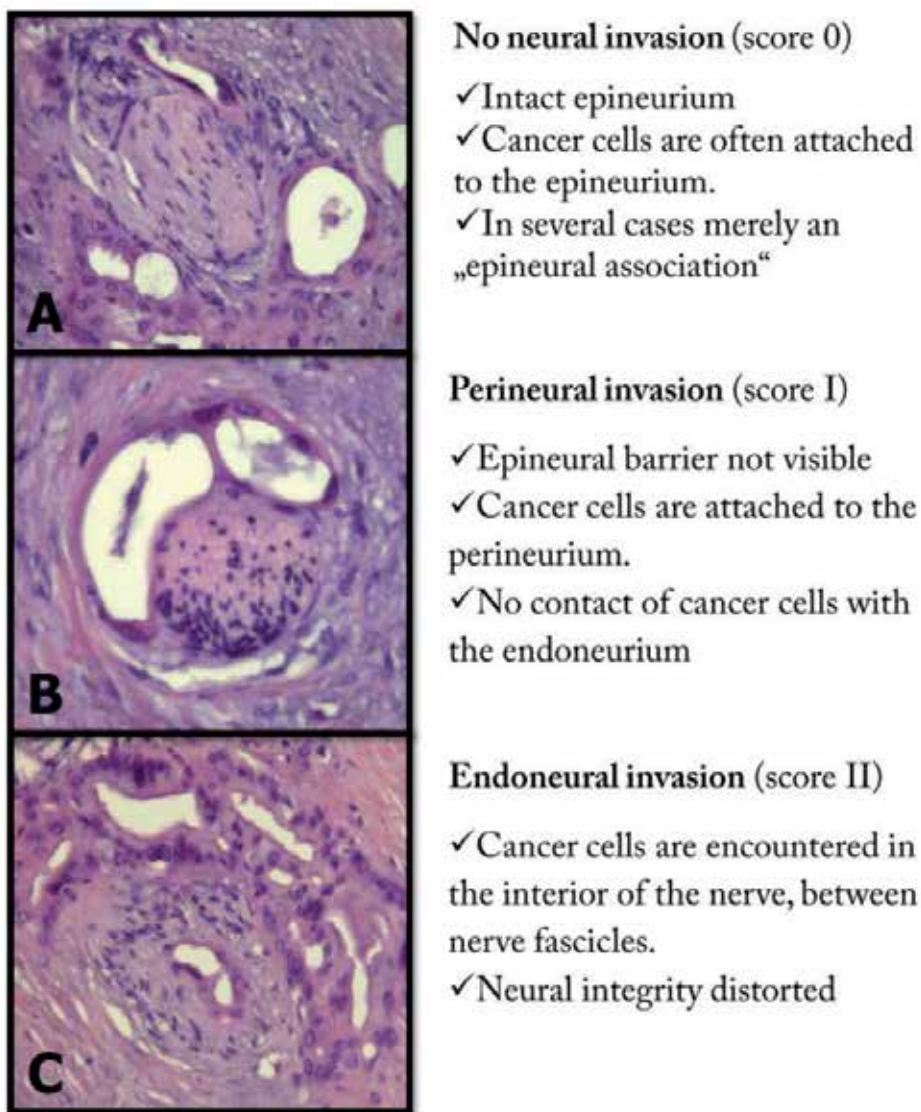 No neural invasion (score 0)
✓Intact epineurium
✓Cancer cells are often attached
to the epineurium.
✓In several cases merely an
„epineural association“
A
Perineural invasion (score I)
✓Epineural barrier not visible
✓Cancer cells are attached to the
perineurium.
✓No contact of cancer cells with
the endoneurium
B
Endoneural invasion (score II)
✓Cancer cells are encountered in
the interior of the nerve, between
nerve fascicles.
✓Neural integrity distorted
C